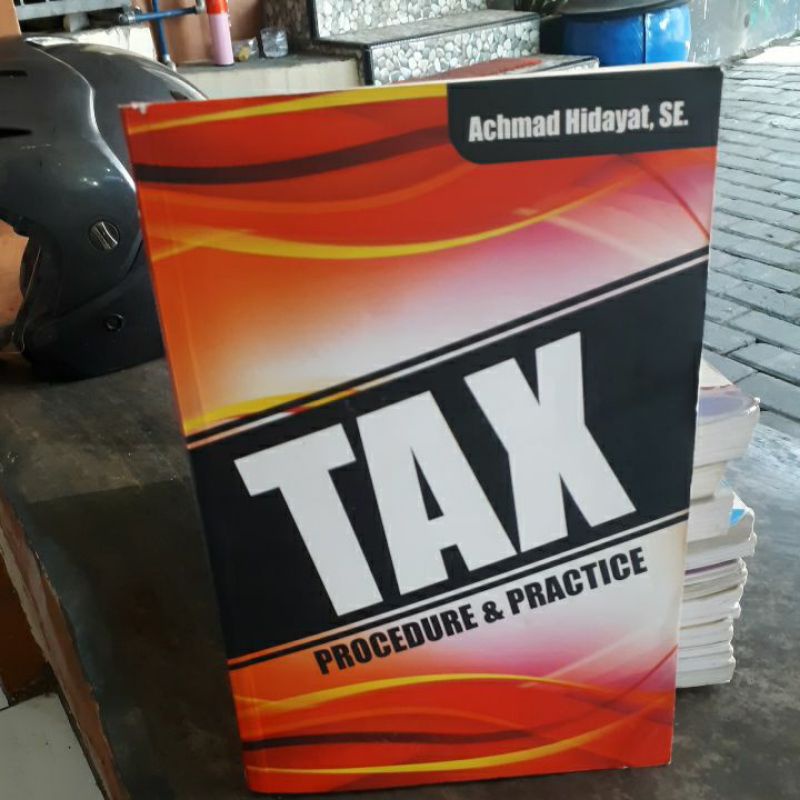 Achmad Hidayat, SE.
TAX
PROCEDURE & PRACTICE